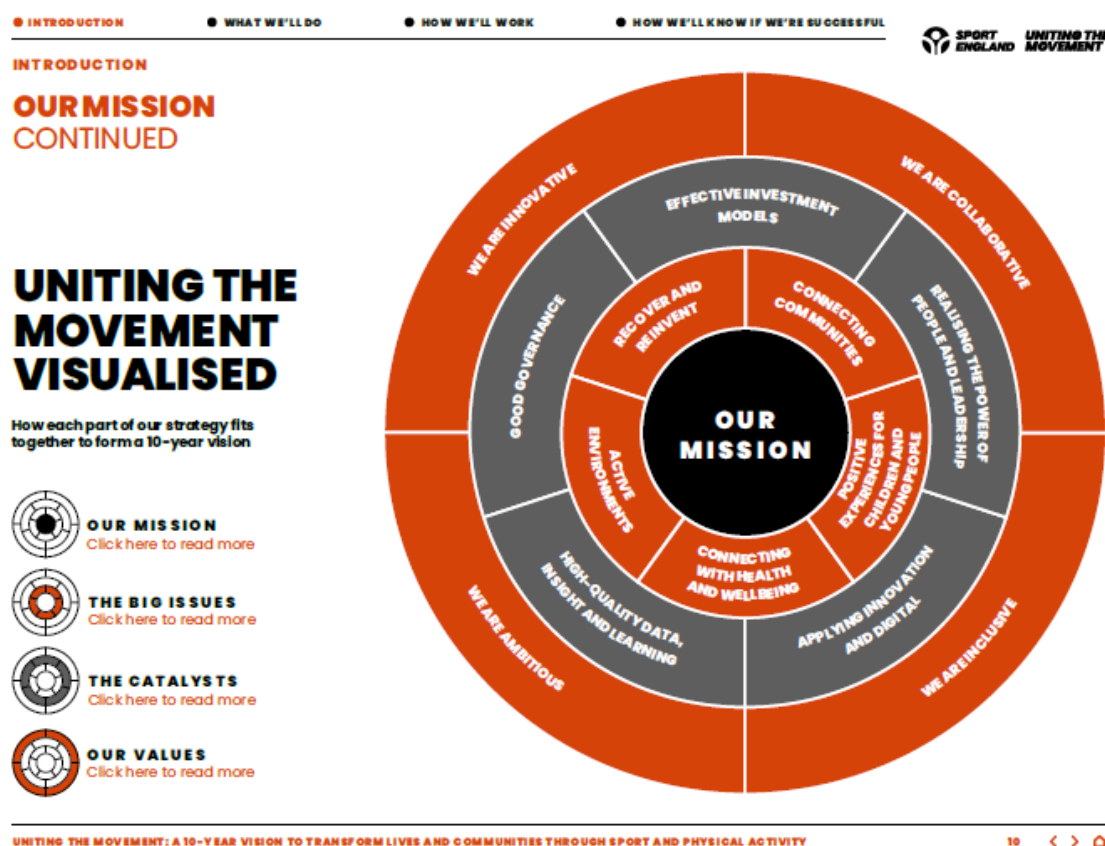 INTRODUCTION
WHAT WE'LL DO
HOW WE'LL WORK
HOW WE'LL KNOW IF WE'RE SUCCESSFUL
SPORT
ENGLAND
UNITING THE
MOVEMENT
INTRODUCTION
OUR MISSION
CONTINUED
UNITING THE
MOVEMENT
VISUALISED
How each part of our strategy fits
together to form a 10-year vision
OUR MISSION
Click here to read more
THE BIG ISSUES
Click here to read more
THE CATALYSTS
Click here to read more
OUR VALUES
Click here to read more
WE ARE INNOVATIVE
WE ARE COLLABORATIVE
WE ARE INCLUSIVE
WE ARE AMBITIOUS
EFFECTIVE INVESTMENT
MODELS
REALISING THE POWER OF
PEOPLE AND LEADERSHIP
APPLYING INNOVATION
AND DIGITAL
HIGH-QUALITY DATA,
INSIGHT AND LEARNING
GOOD GOVERNANCE
RECOVER AND
REINVENT
CONNECTING
COMMUNITIES
POSITIVE
EXPERIENCES FOR
CHILDREN AND
YOUNG PEOPLE
CONNECTING
WITH HEALTH
AND WELLBEING
ACTIVE
ENVIRONMENTS
OUR
MISSION
UNITING THE MOVEMENT: A 10-YEAR VISION TO TRANSFORM LIVES AND COMMUNITIES THROUGH SPORT AND PHYSICAL ACTIVITY
10